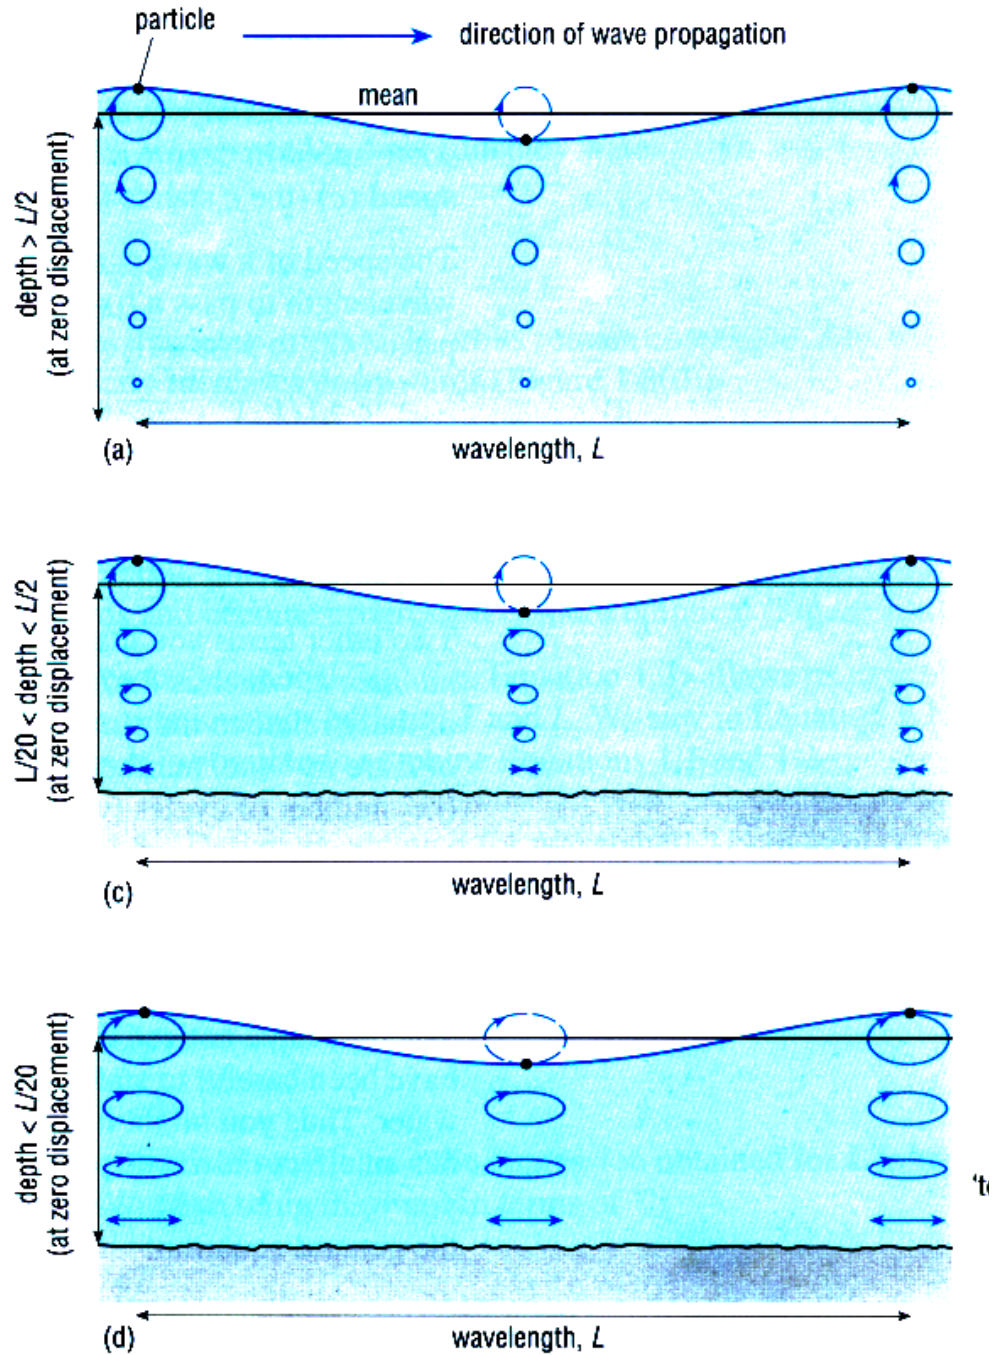 particle
direction of wave propagation
mean
depth > L/2
(at zero displacement)
(a)
wavelength, L
L/20 < depth < L/2
(at zero displacement)
(c)
wavelength, L
depth < L/20
(at zero displacement)
(d)
wavelength, L